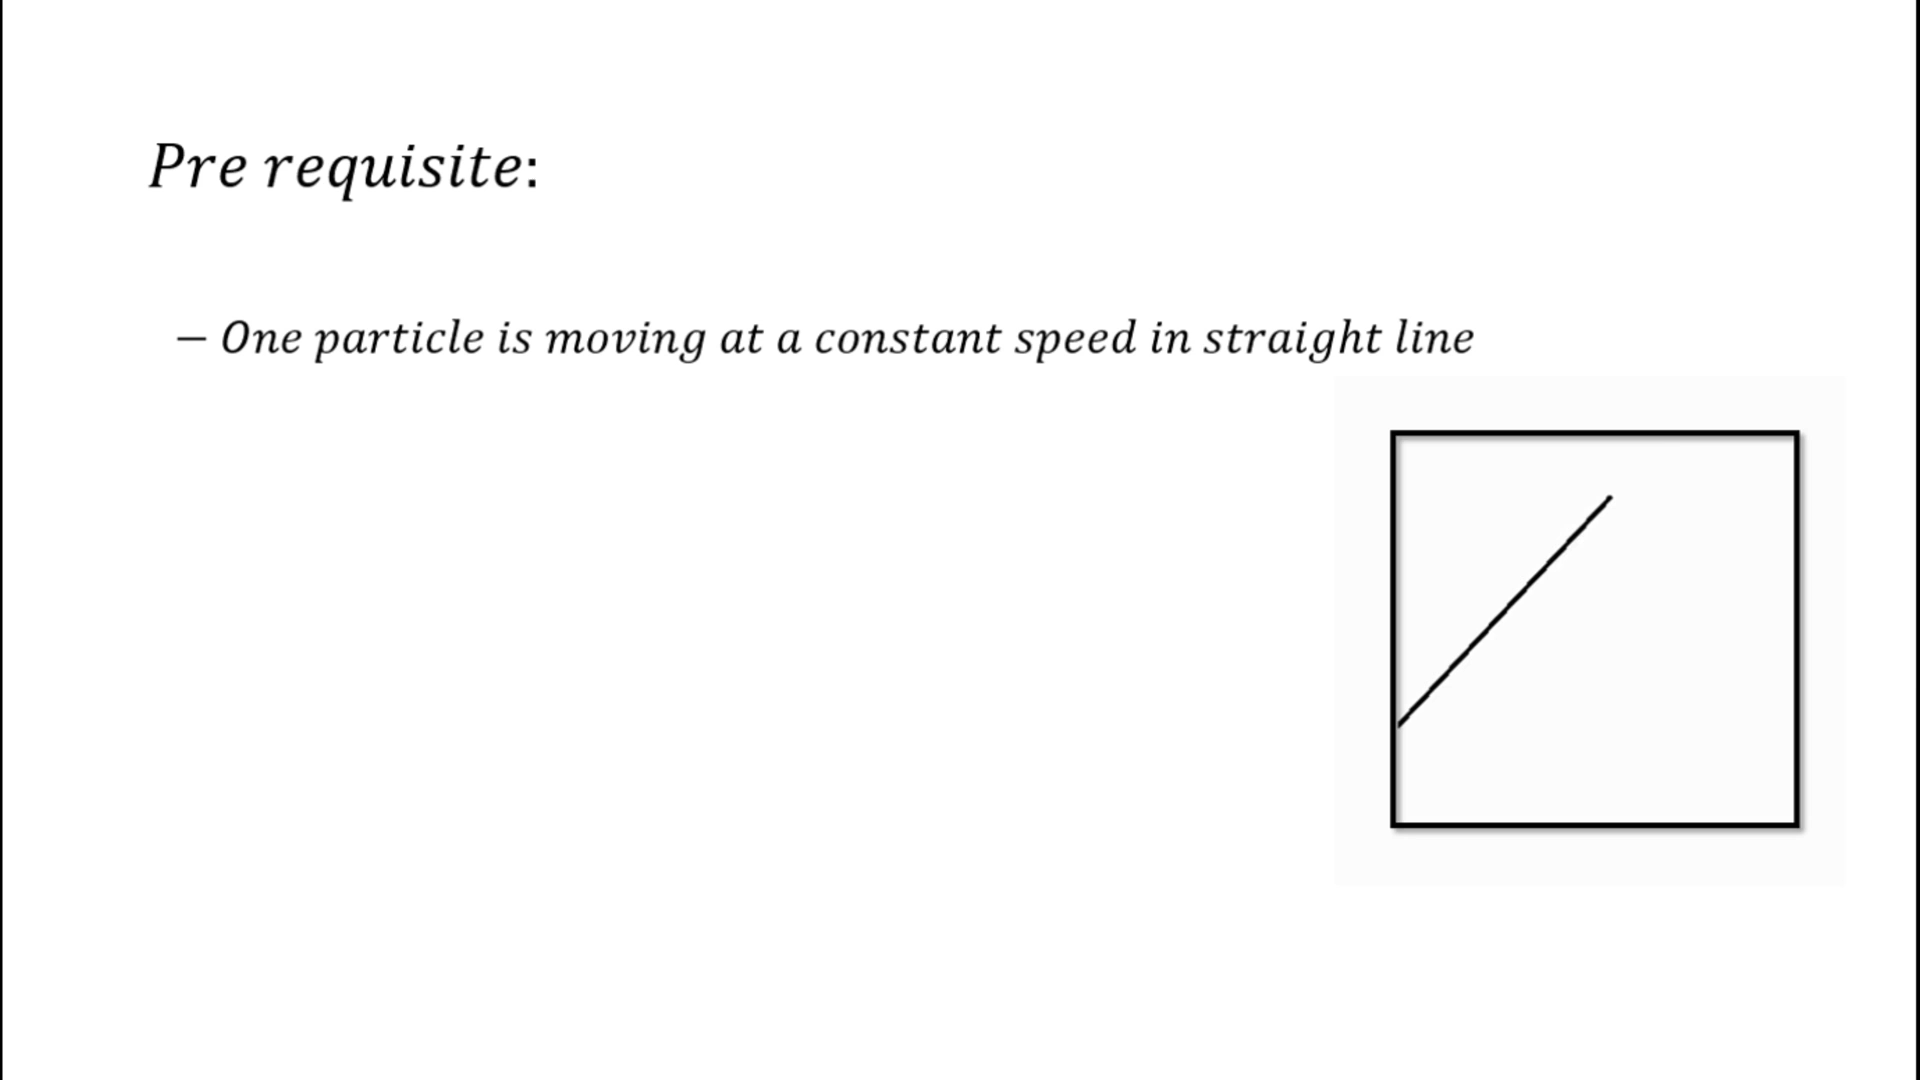 Pre requisite:
− One particle is moving at a constant speed in straight line